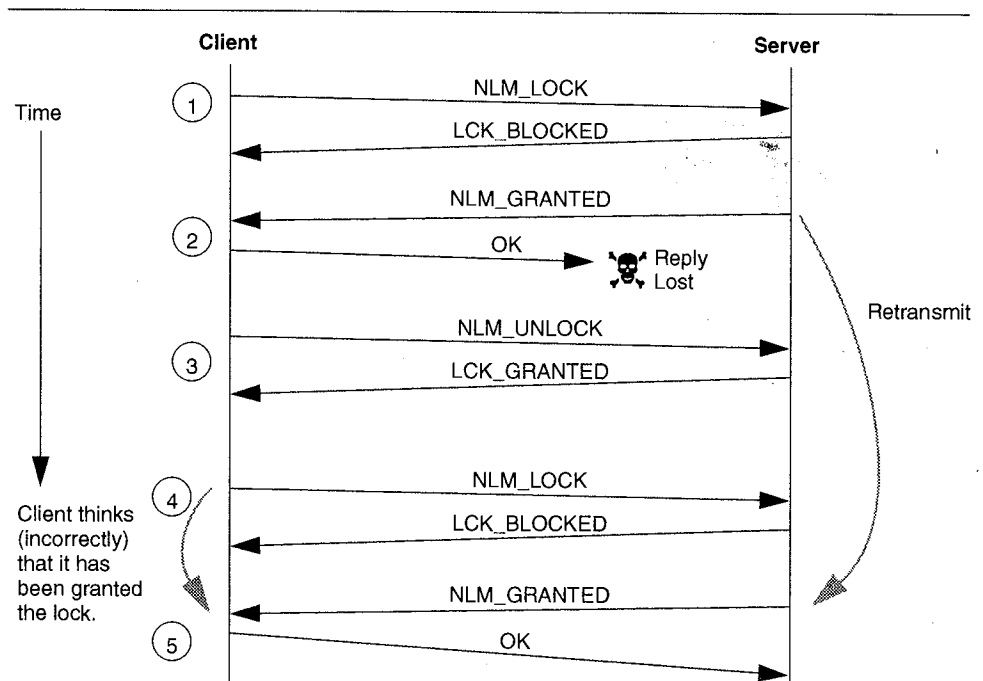 Client
Server
Time
1
NLM_LOCK
LCK_BLOCKED
NLM_GRANTED
2
OK
Reply
Lost
Retransmit
NLM_UNLOCK
3
LCK_GRANTED
4
NLM_LOCK
LCK_BLOCKED
Client thinks
(incorrectly)
that it has
been granted
the lock.
NLM_GRANTED
5
OK